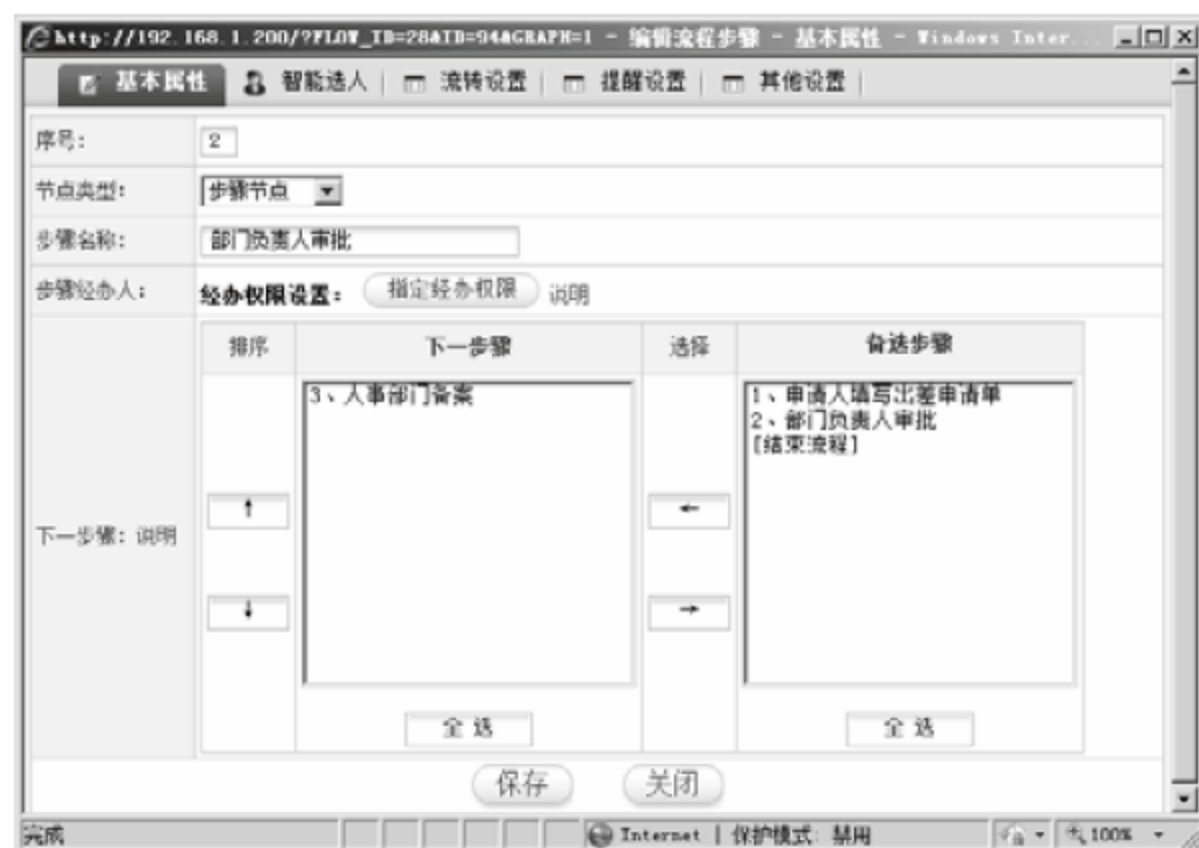 http://192.168.1.200/?FLOW_ID=28&ID=94&GRAPH=1 - 编辑流程步骤 - 基本属性 - Windows Inter...
基本属性 智能选人 | 流转设置 | 提醒设置 | 其他设置 |
序号: 2
节点类型: 步骤节点
步骤名称: 部门负责人审批
步骤经办人: 经办权限设置: 指定经办权限 说明
排序 下一步骤 选择 备选步骤
3、人事部门备案 1、申请人填写出差申请单
2、部门负责人审批
[结束流程]
↑ ←
下一步骤: 说明
↓ →
全 选 全 选
保存 关闭
完成 Internet | 保护模式: 禁用 100%